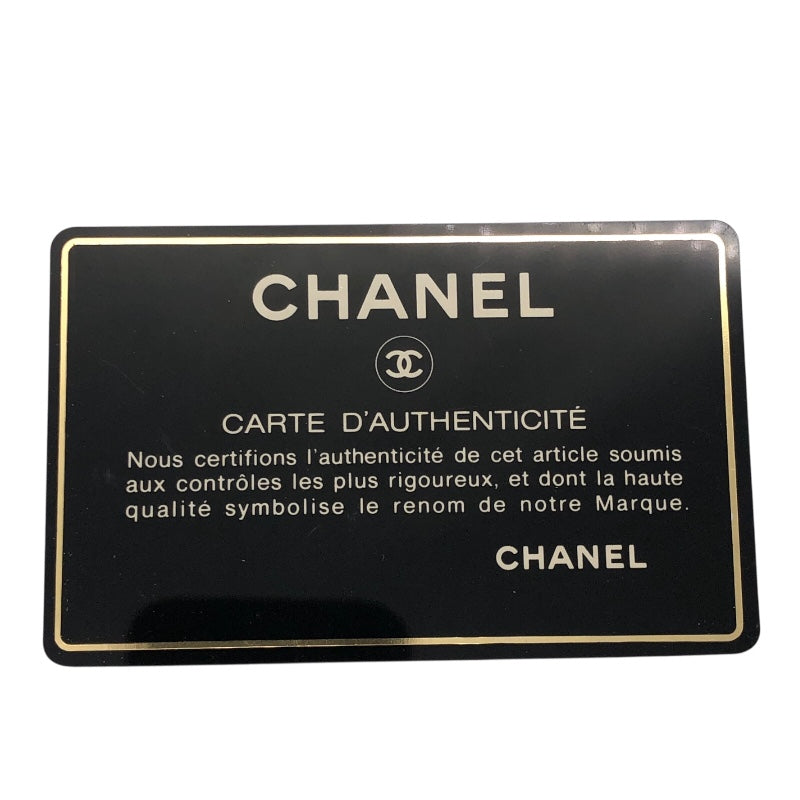 CHANEL
CARTE D'AUTHENTICITÉ
Nous certifions l'authenticité de cet article soumis
aux contrôles les plus rigoureux, et dont la haute
qualité symbolise le renom de notre Marque.
CHANEL